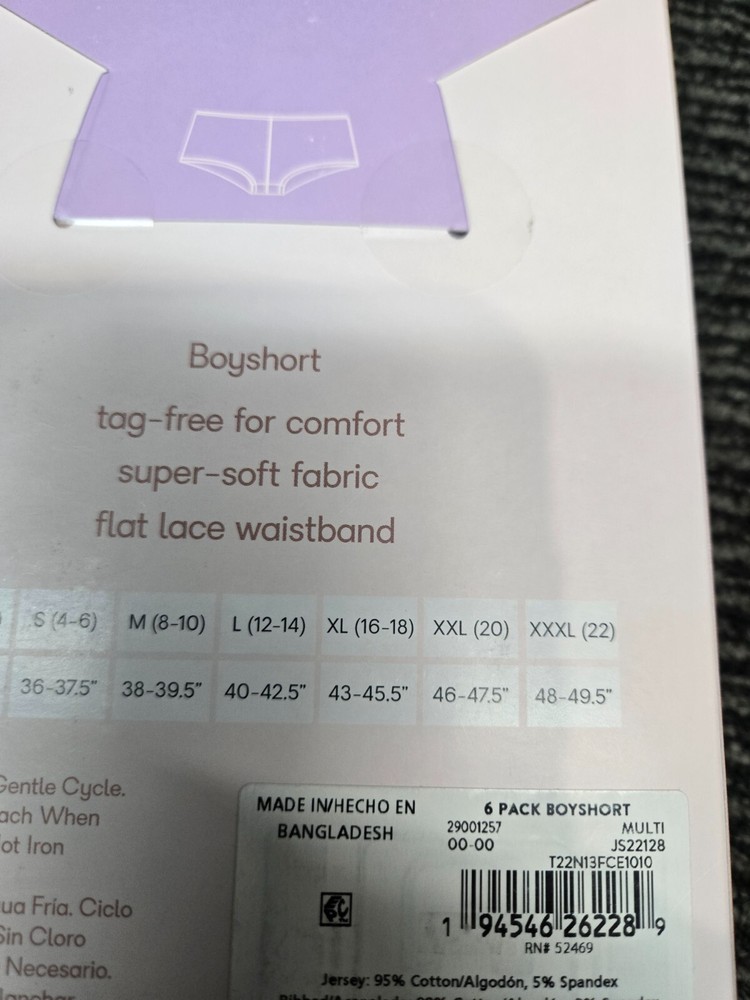 Boyshort
tag-free for comfort
super-soft fabric
flat lace waistband
S (4-6) M (8-10) L (12-14) XL (16-18) XXL (20) XXXL (22)
36-37.5" 38-39.5" 40-42.5" 43-45.5" 46-47.5" 48-49.5"
Gentle Cycle.
When
Iron
Fría. Ciclo
Sin Cloro
Necesario.
MADE IN/HECHO EN
BANGLADESH
6 PACK BOYSHORT
29001257 MULTI
00-00 JS22128
T22N13FCE1010
1 94546 26228 9
RN# 52469
Jersey: 95% Cotton/Algodón, 5% Spandex